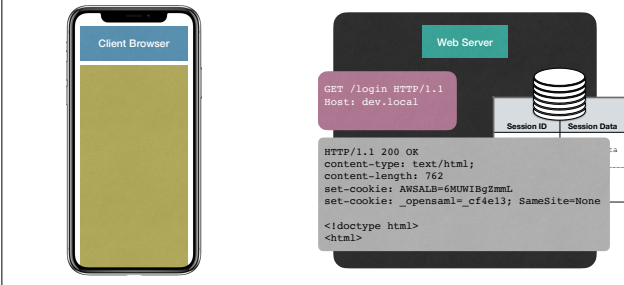 Client Browser
Web Server
GET /login HTTP/1.1
Host: dev.local
Session ID
Session Data
HTTP/1.1 200 OK
content-type: text/html;
content-length: 762
set-cookie: AWSALB=6MUWIBgZmmL
set-cookie: _opensaml=_cf4e13; SameSite=None
<!doctype html>
<html>